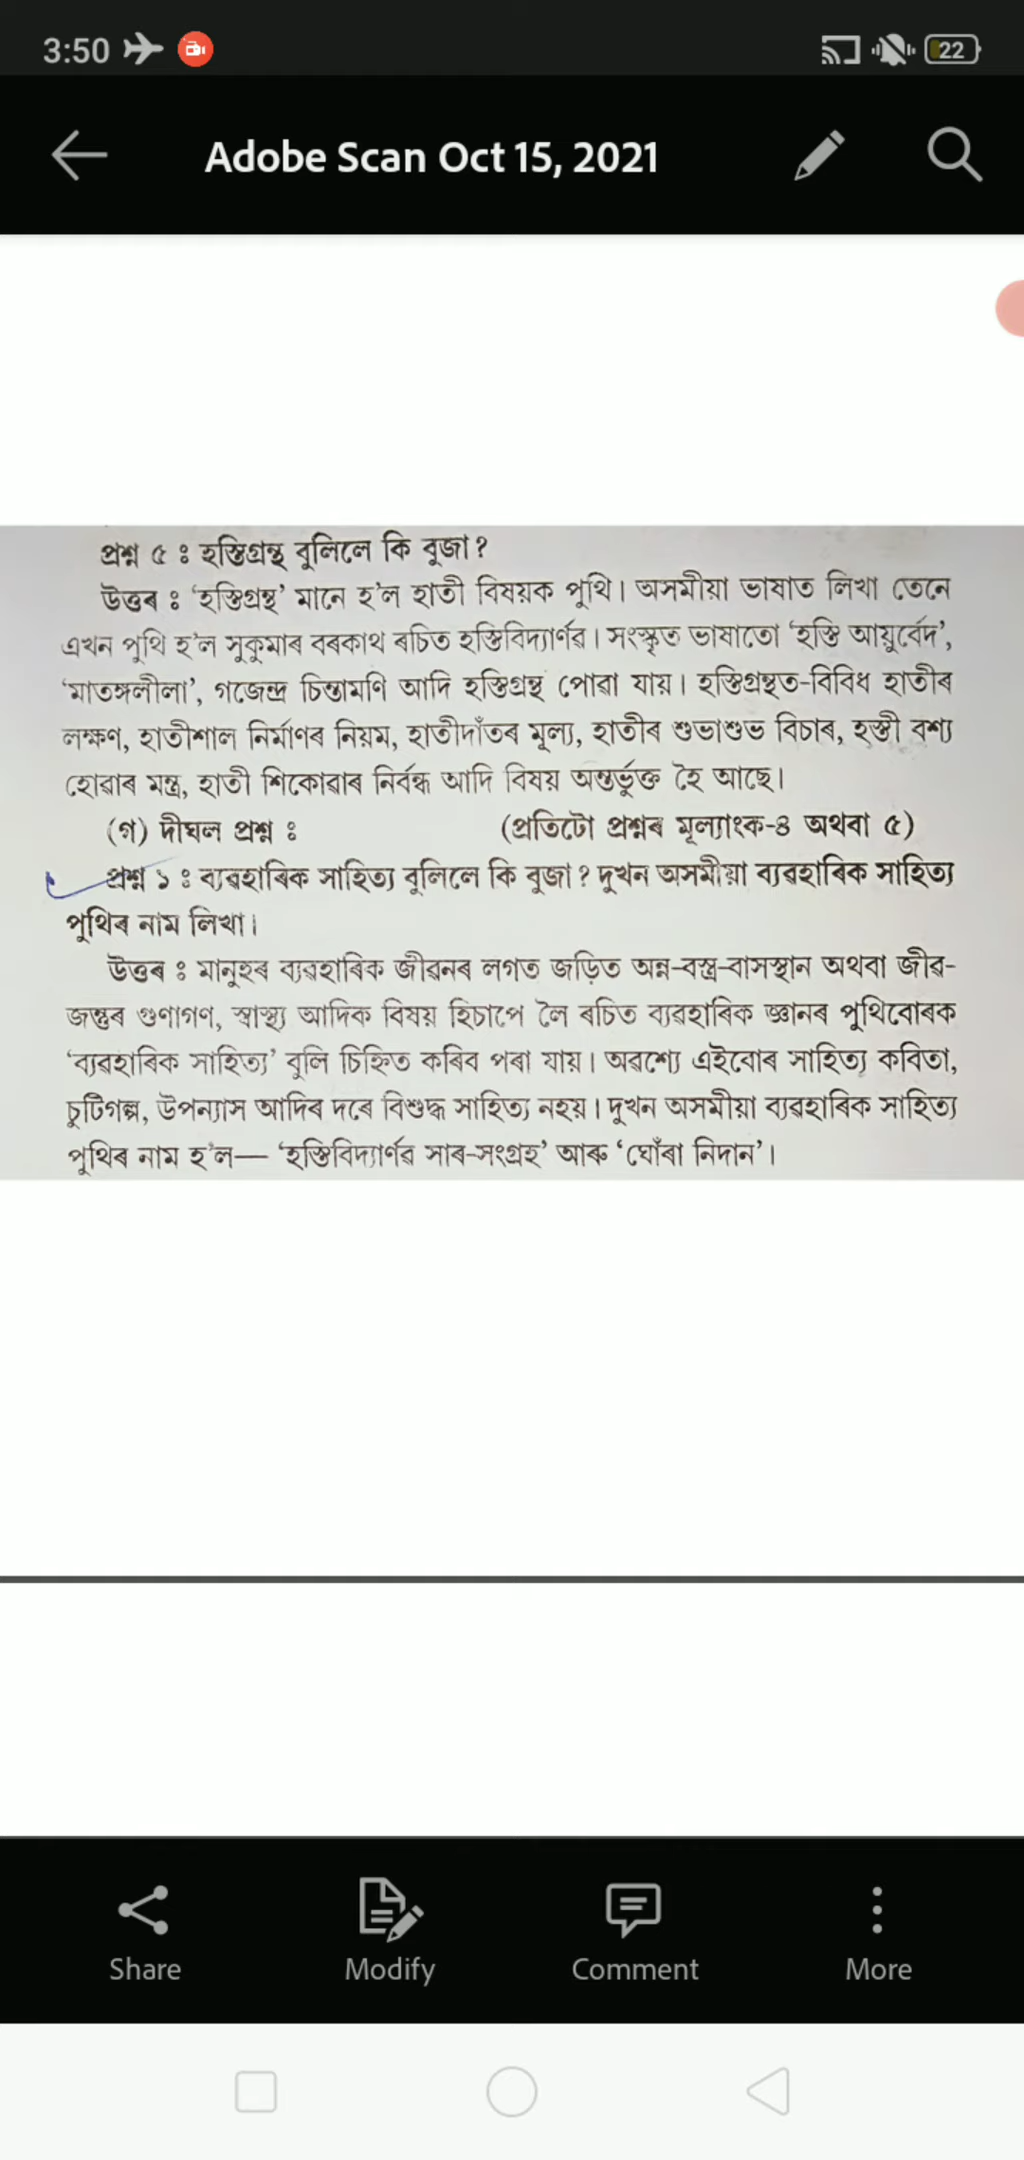 3:50
22
Adobe Scan Oct 15, 2021
প্ৰশ্ন ৫ ঃ হস্তিগ্ৰন্থ বুলিলে কি বুজা?
উত্তৰ ঃ ‘হস্তিগ্ৰন্থ’ মানে হ’ল হাতী বিষয়ক পুথি। অসমীয়া ভাষাত লিখা তেনে
এখন পুথি হ’ল সুকুমাৰ বৰকাথ ৰচিত হস্তিবিদ্যাৰ্ণৱ। সংস্কৃত ভাষাতো ‘হস্তি আয়ুৰ্বেদ’,
‘মাতঙ্গলীলা’, গজেন্দ্ৰ চিন্তামণি আদি হস্তিগ্ৰন্থ পোৱা যায়। হস্তিগ্ৰন্থত-বিবিধ হাতীৰ
লক্ষণ, হাতীশাল নিৰ্মাণৰ নিয়ম, হাতীদাঁতৰ মূল্য, হাতীৰ শুভাশুভ বিচাৰ, হস্তী বশ্য
হোৱাৰ মন্ত্ৰ, হাতী শিকোৱাৰ নিৰ্বন্ধ আদি বিষয় অন্তৰ্ভুক্ত হৈ আছে।
(গ) দীঘল প্ৰশ্ন ঃ (প্ৰতিটো প্ৰশ্নৰ মূল্যাংক-৪ অথবা ৫)
প্ৰশ্ন ১ ঃ ব্যৱহাৰিক সাহিত্য বুলিলে কি বুজা? দুখন অসমীয়া ব্যৱহাৰিক সাহিত্য
পুথিৰ নাম লিখা।
উত্তৰ ঃ মানুহৰ ব্যৱহাৰিক জীৱনৰ লগত জড়িত অন্ন-বস্ত্ৰ-বাসস্থান অথবা জীৱ-
জন্তুৰ গুণাগণ, স্বাস্থ্য আদিক বিষয় হিচাপে লৈ ৰচিত ব্যৱহাৰিক জ্ঞানৰ পুথিবোৰক
‘ব্যৱহাৰিক সাহিত্য’ বুলি চিহ্নিত কৰিব পৰা যায়। অৱশ্যে এইবোৰ সাহিত্য কবিতা,
চুটিগল্প, উপন্যাস আদিৰ দৰে বিশুদ্ধ সাহিত্য নহয়। দুখন অসমীয়া ব্যৱহাৰিক সাহিত্য
পুথিৰ নাম হ’ল— ‘হস্তিবিদ্যাৰ্ণৱ সাৰ-সংগ্ৰহ’ আৰু ‘ঘোঁৰা নিদান’।
Share Modify Comment More